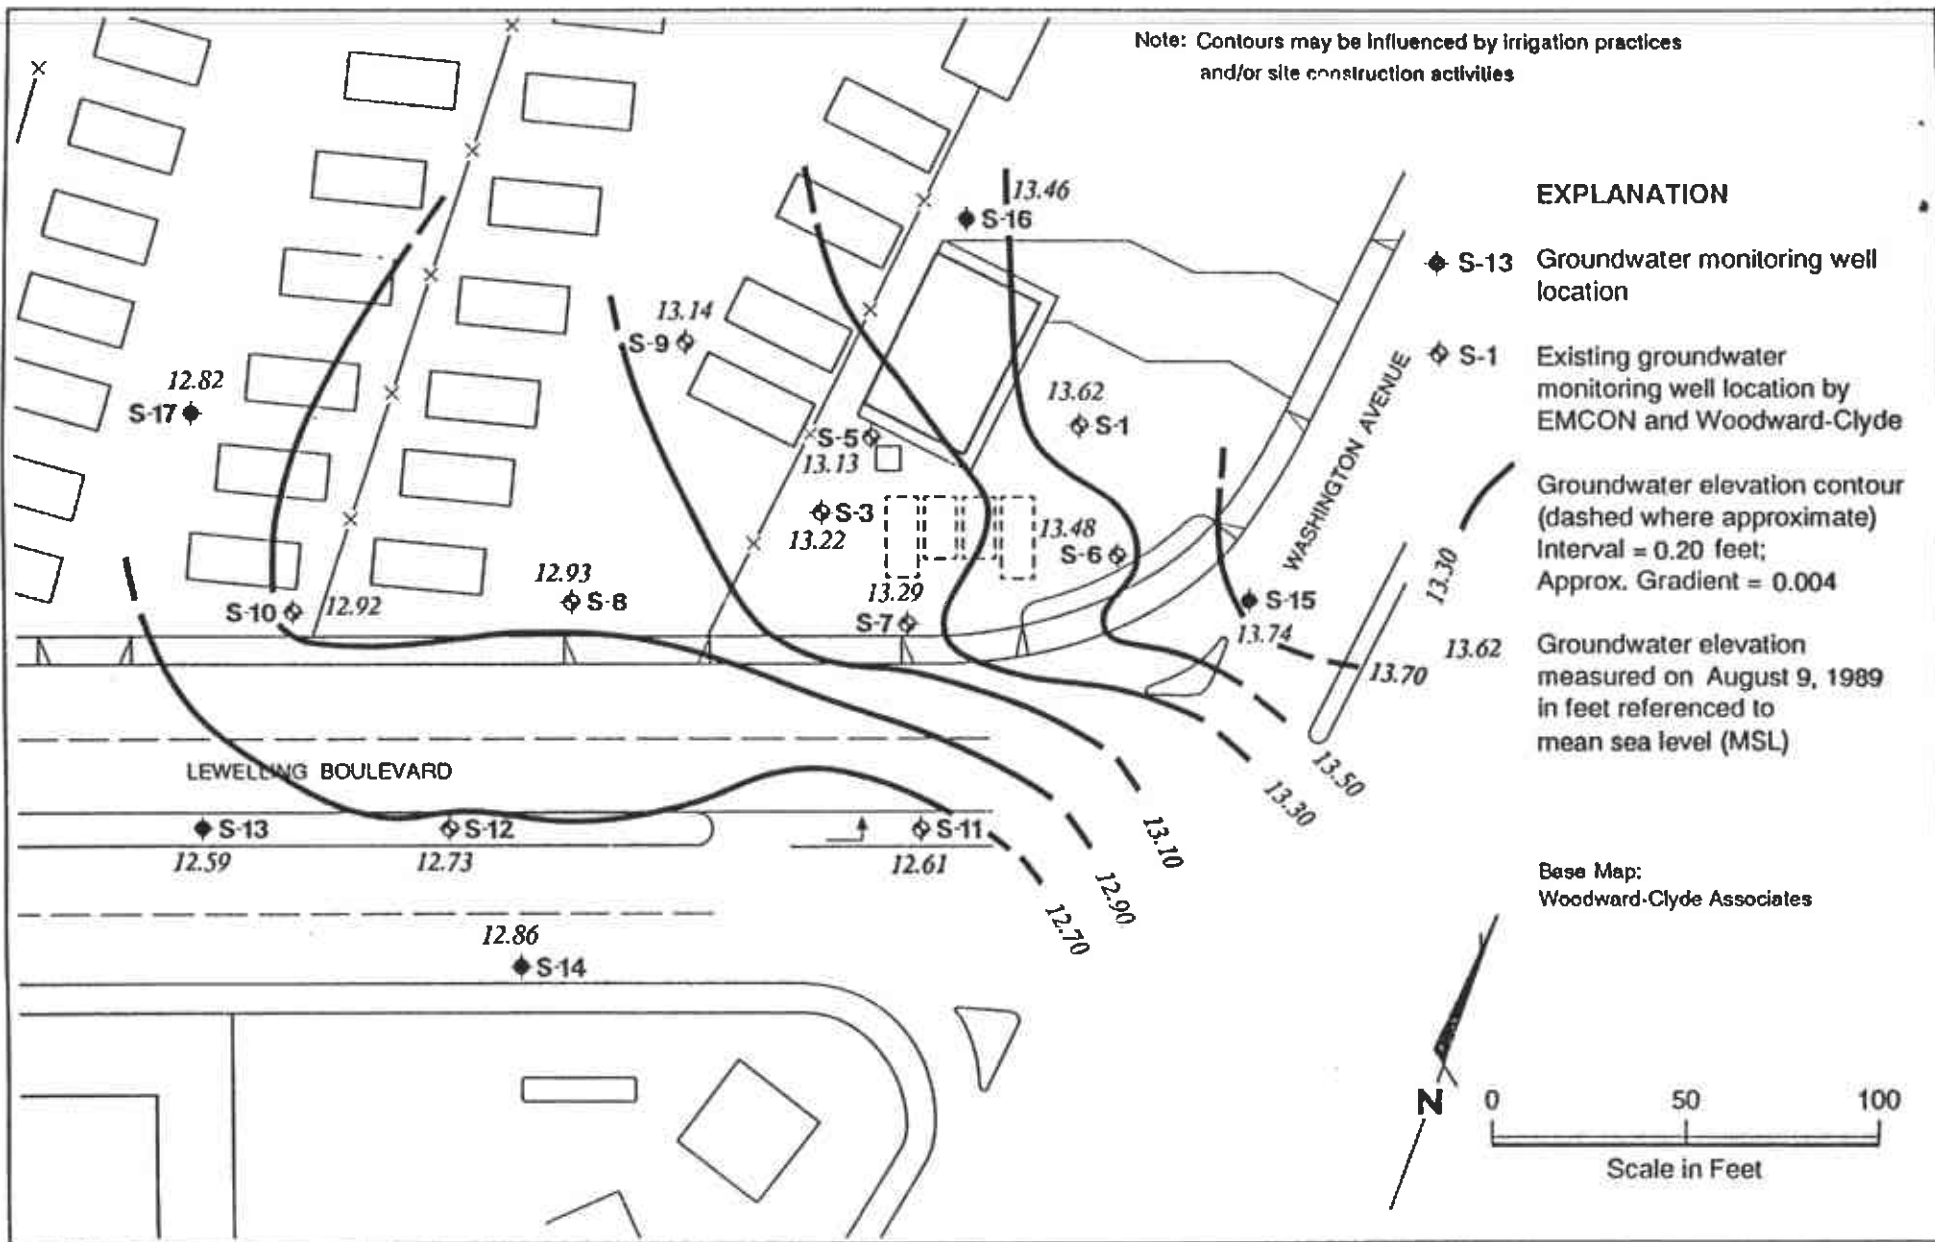 Note: Contours may be influenced by irrigation practices
and/or site construction activities
13.46
S-16
EXPLANATION
S-13 Groundwater monitoring well
location
S-1 Existing groundwater
monitoring well location by
EMCON and Woodward-Clyde
Groundwater elevation contour
(dashed where approximate)
Interval = 0.20 feet;
Approx. Gradient = 0.004
13.30
13.62 Groundwater elevation
measured on August 9, 1989
in feet referenced to
mean sea level (MSL)
13.14
S-9
12.82
S-17
13.62
S-1
S-5
13.13
WASHINGTON AVENUE
S-3
13.22
13.48
S-6
12.93
S-8
S-10
12.92
13.29
S-7
S-15
13.74
13.70
LEWELLING BOULEVARD
13.50
13.30
13.10
12.90
12.70
S-13
12.59
S-12
12.73
S-11
12.61
12.86
S-14
Base Map:
Woodward-Clyde Associates
N
0 50 100
Scale in Feet